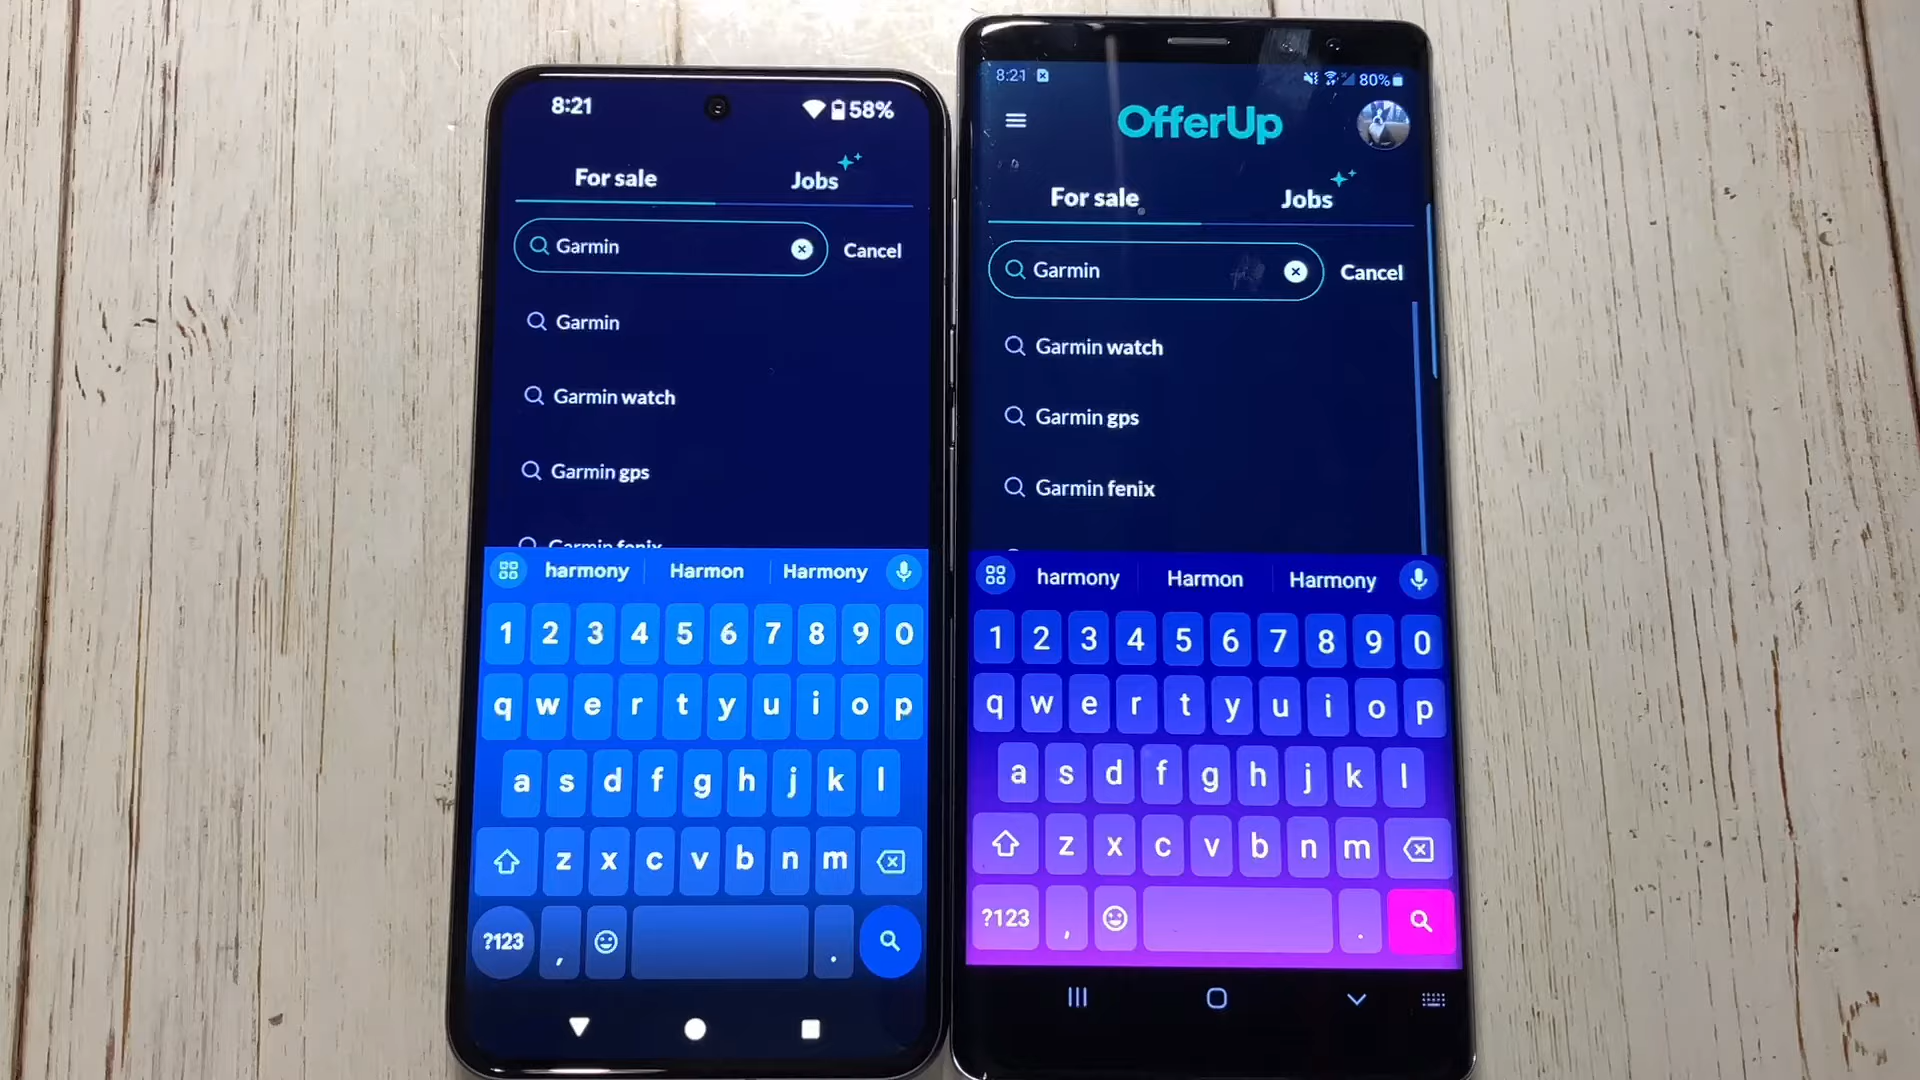 8:21
58%
For sale
Jobs
Garmin
Cancel
Garmin
Garmin watch
Garmin gps
Garmin fenix
harmony Harmon Harmony
1 2 3 4 5 6 7 8 9 0
q w e r t y u i o p
a s d f g h j k l
z x c v b n m
?123 , .
8:21
80%
OfferUp
For sale
Jobs
Garmin
Cancel
Garmin watch
Garmin gps
Garmin fenix
harmony Harmon Harmony
1 2 3 4 5 6 7 8 9 0
q w e r t y u i o p
a s d f g h j k l
z x c v b n m
?123 , .